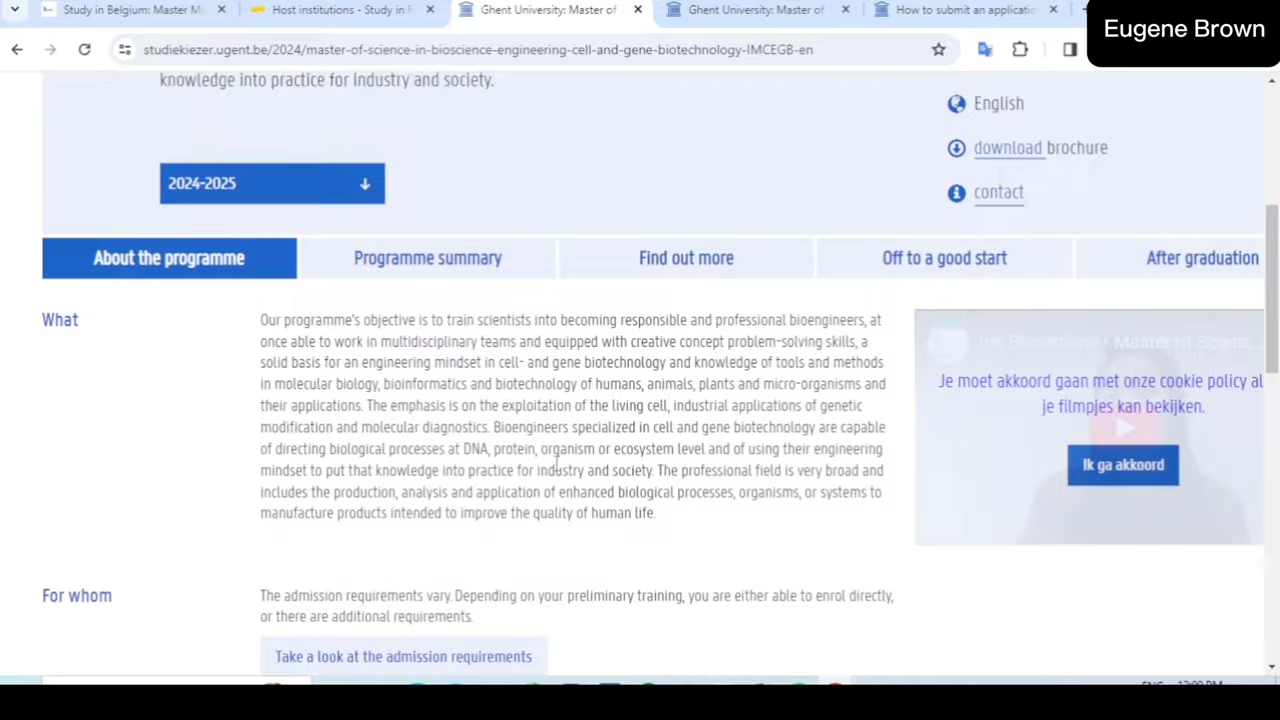 Study in Belgium: Master M
Host institutions - Study in F
Ghent University: Master of
Ghent University: Master of
How to submit an applicatio
Eugene Brown
studiekiezer.ugent.be/2024/master-of-science-in-bioscience-engineering-cell-and-gene-biotechnology-IMCEGB-en
knowledge into practice for industry and society.
English
download brochure
2024-2025
contact
About the programme
Programme summary
Find out more
Off to a good start
After graduation
What
Our programme's objective is to train scientists into becoming responsible and professional bioengineers, at
once able to work in multidisciplinary teams and equipped with creative concept problem-solving skills, a
solid basis for an engineering mindset in cell- and gene biotechnology and knowledge of tools and methods
in molecular biology, bioinformatics and biotechnology of humans, animals, plants and micro-organisms and
their applications. The emphasis is on the exploitation of the living cell, industrial applications of genetic
modification and molecular diagnostics. Bioengineers specialized in cell and gene biotechnology are capable
of directing biological processes at DNA, protein, organism or ecosystem level and of using their engineering
mindset to put that knowledge into practice for industry and society. The professional field is very broad and
includes the production, analysis and application of enhanced biological processes, organisms, or systems to
manufacture products intended to improve the quality of human life.
Je moet akkoord gaan met onze cookie policy al
je filmpjes kan bekijken.
Ik ga akkoord
For whom
The admission requirements vary. Depending on your preliminary training, you are either able to enrol directly,
or there are additional requirements.
Take a look at the admission requirements